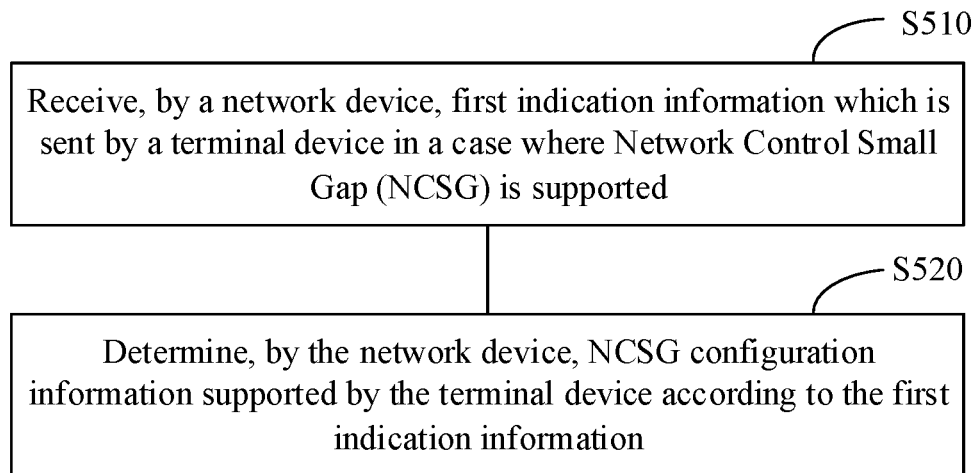 S510
Receive, by a network device, first indication information which is
sent by a terminal device in a case where Network Control Small
Gap (NCSG) is supported
S520
Determine, by the network device, NCSG configuration
information supported by the terminal device according to the first
indication information